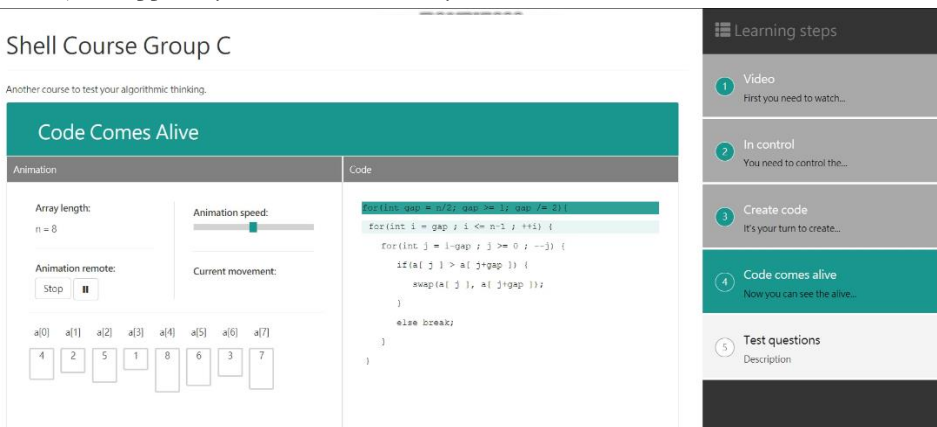 Shell Course Group C
Another course to test your algorithmic thinking.
Code Comes Alive
Animation
Array length:
n = 8
Animation speed:
Animation remote:
Stop
Current movement:
a[0] a[1] a[2] a[3] a[4] a[5] a[6] a[7]
4 2 5 1 8 6 3 7
Code
for(int gap = n/2; gap >= 1; gap /= 2){
for(int i = gap ; i <= n-1 ; ++i) {
for(int j = i-gap ; j >= 0 ; --j) {
if(a[ j ] > a[ j+gap ]) {
swap(a[ j ], a[ j+gap ]);
}
else break;
}
}
Learning steps
1 Video
First you need to watch...
2 In control
You need to control the...
3 Create code
It's your turn to create...
4 Code comes alive
Now you can see the alive...
5 Test questions
Description